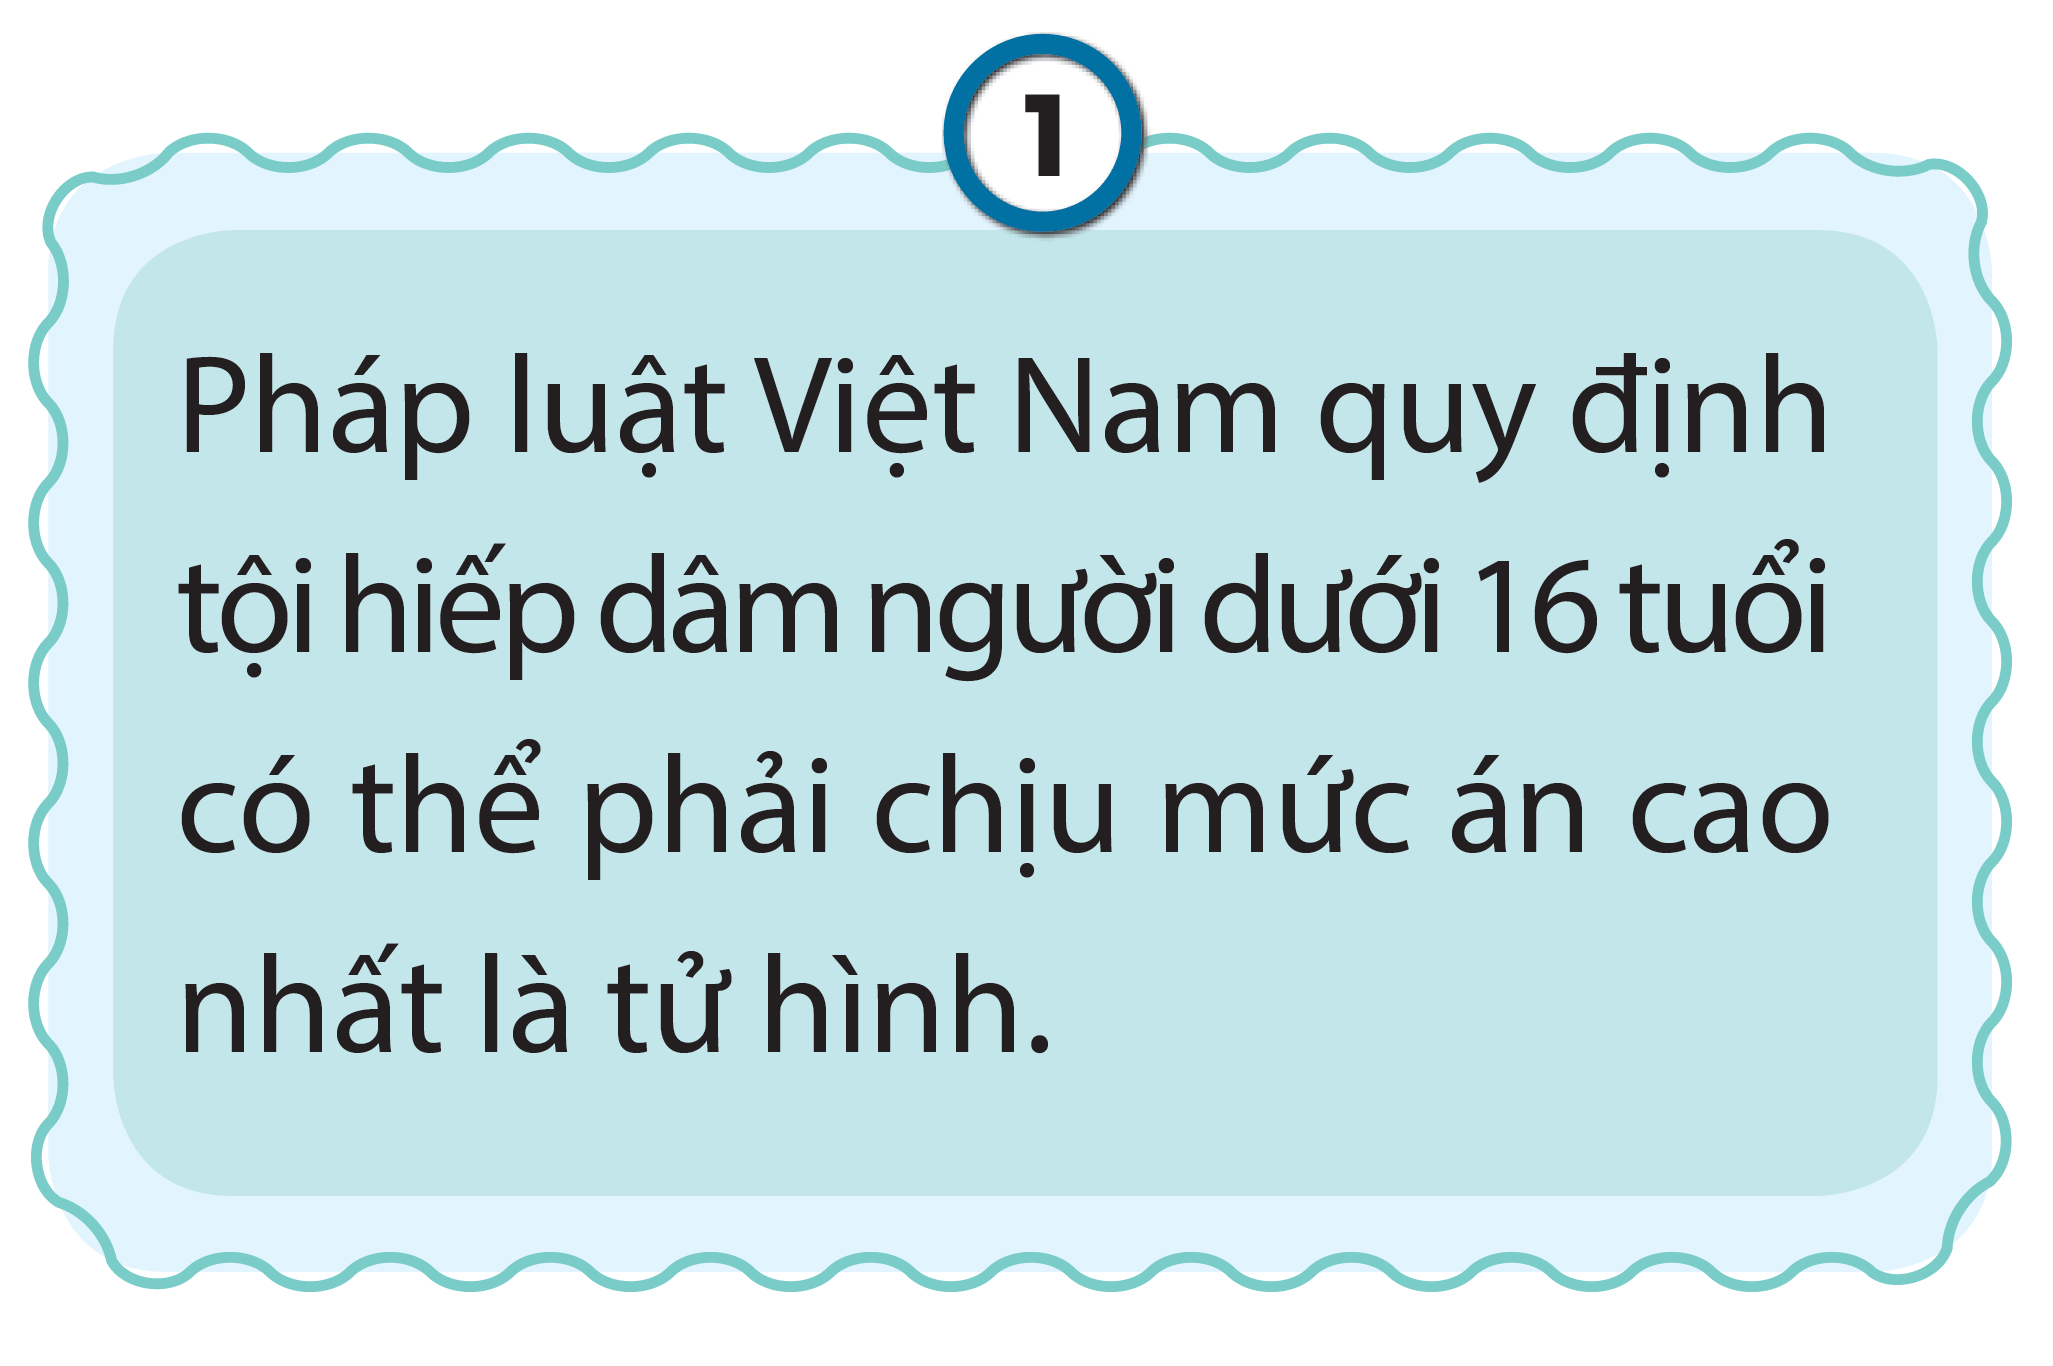 1
Pháp luật Việt Nam quy định
tội hiếp dâm người dưới 16 tuổi
có thể phải chịu mức án cao
nhất là tử hình.